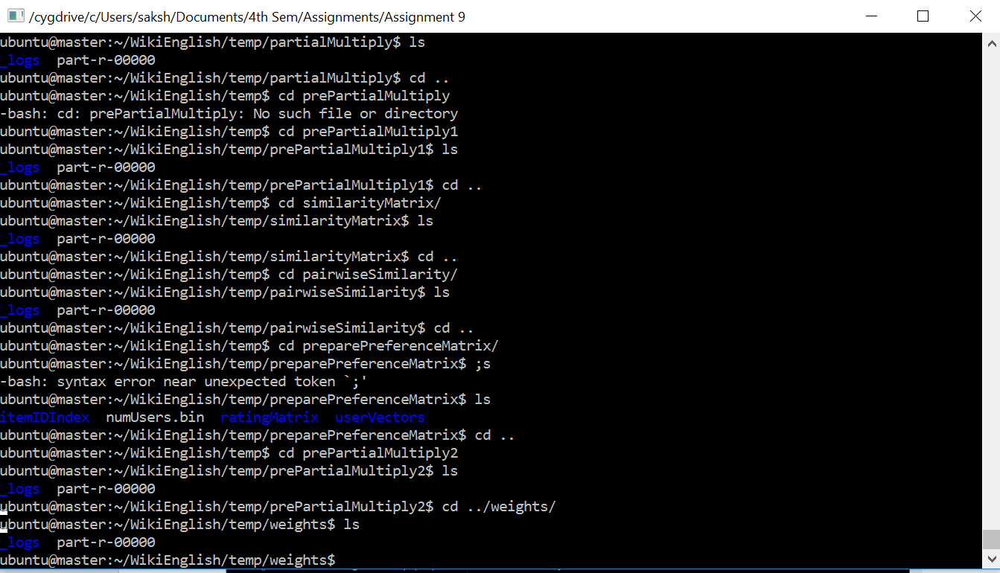 /cygdrive/c/Users/saksh/Documents/4th Sem/Assignments/Assignment 9
ubuntu@master:~/WikiEnglish/temp/partialMultiply$ ls
_logs  part-r-00000
ubuntu@master:~/WikiEnglish/temp/partialMultiply$ cd ..
ubuntu@master:~/WikiEnglish/temp$ cd prePartialMultiply
-bash: cd: prePartialMultiply: No such file or directory
ubuntu@master:~/WikiEnglish/temp$ cd prePartialMultiply1
ubuntu@master:~/WikiEnglish/temp/prePartialMultiply1$ ls
_logs  part-r-00000
ubuntu@master:~/WikiEnglish/temp/prePartialMultiply1$ cd ..
ubuntu@master:~/WikiEnglish/temp$ cd similarityMatrix/
ubuntu@master:~/WikiEnglish/temp/similarityMatrix$ ls
_logs  part-r-00000
ubuntu@master:~/WikiEnglish/temp/similarityMatrix$ cd ..
ubuntu@master:~/WikiEnglish/temp$ cd pairwiseSimilarity/
ubuntu@master:~/WikiEnglish/temp/pairwiseSimilarity$ ls
_logs  part-r-00000
ubuntu@master:~/WikiEnglish/temp/pairwiseSimilarity$ cd ..
ubuntu@master:~/WikiEnglish/temp$ cd preparePreferenceMatrix/
ubuntu@master:~/WikiEnglish/temp/preparePreferenceMatrix$ ;s
-bash: syntax error near unexpected token `;'
ubuntu@master:~/WikiEnglish/temp/preparePreferenceMatrix$ ls
itemIDIndex  numUsers.bin  ratingMatrix  userVectors
ubuntu@master:~/WikiEnglish/temp/preparePreferenceMatrix$ cd ..
ubuntu@master:~/WikiEnglish/temp$ cd prePartialMultiply2
ubuntu@master:~/WikiEnglish/temp/prePartialMultiply2$ ls
_logs  part-r-00000
ubuntu@master:~/WikiEnglish/temp/prePartialMultiply2$ cd ../weights/
ubuntu@master:~/WikiEnglish/temp/weights$ ls
_logs  part-r-00000
ubuntu@master:~/WikiEnglish/temp/weights$